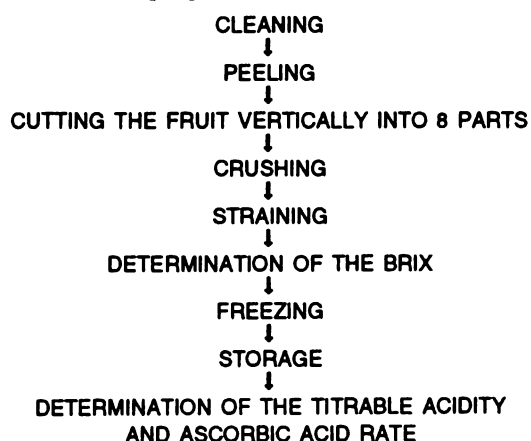 CLEANING
PEELING
CUTTING THE FRUIT VERTICALLY INTO 8 PARTS
CRUSHING
STRAINING
DETERMINATION OF THE BRIX
FREEZING
STORAGE
DETERMINATION OF THE TITRABLE ACIDITY
AND ASCORBIC ACID RATE